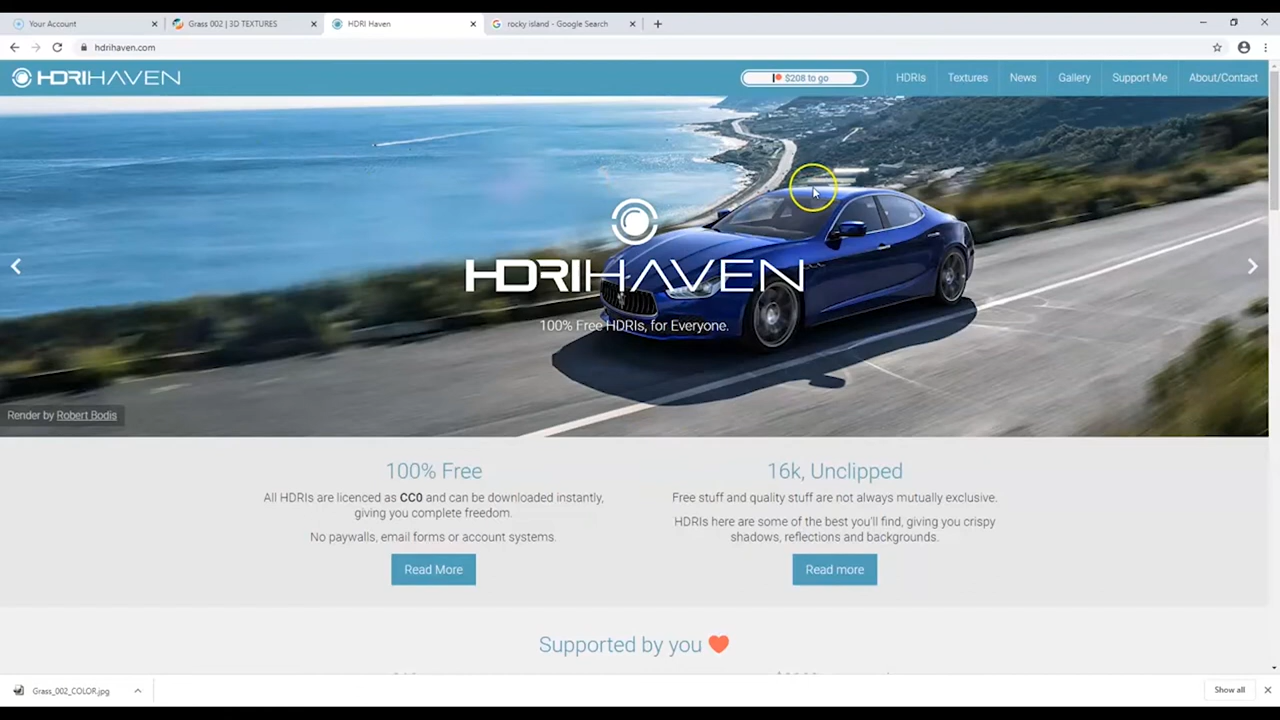 Your Account
Grass 002 | 3D TEXTURES
HDRI Haven
rocky island - Google Search
hdrihaven.com
HDRIHAVEN
$208 to go
HDRIs
Textures
News
Gallery
Support Me
About/Contact
HDRIHAVEN
100% Free HDRIs, for Everyone.
Render by Robert Bodis
100% Free
All HDRIs are licenced as CC0 and can be downloaded instantly,
giving you complete freedom.
No paywalls, email forms or account systems.
Read More
16k, Unclipped
Free stuff and quality stuff are not always mutually exclusive.
HDRIs here are some of the best you'll find, giving you crispy
shadows, reflections and backgrounds.
Read more
Supported by you
Grass_002_COLOR.jpg
Show all